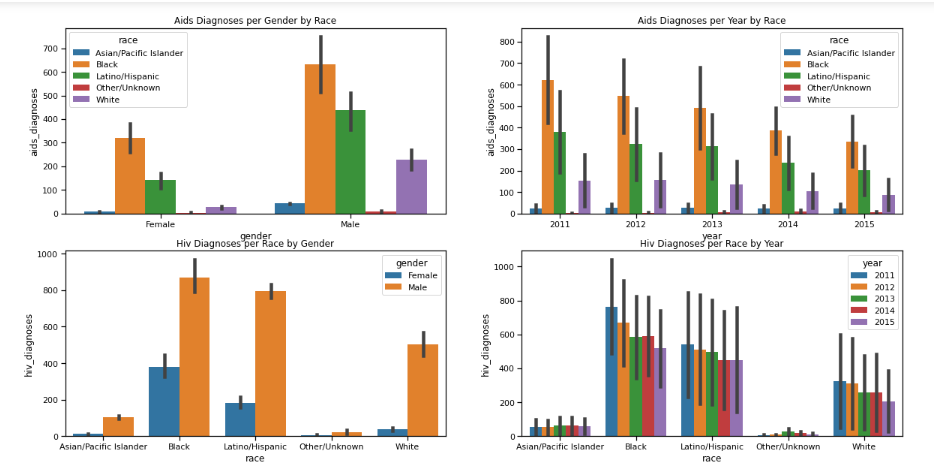 Aids Diagnoses per Gender by Race
aids_diagnoses
700
600
500
400
300
200
100
0
race
Asian/Pacific Islander
Black
Latino/Hispanic
Other/Unknown
White
Female
Male
gender
Aids Diagnoses per Year by Race
aids_diagnoses
800
700
600
500
400
300
200
100
0
race
Asian/Pacific Islander
Black
Latino/Hispanic
Other/Unknown
White
2011
2012
2013
2014
2015
year
Hiv Diagnoses per Race by Gender
hiv_diagnoses
1000
800
600
400
200
0
gender
Female
Male
Asian/Pacific Islander
Black
Latino/Hispanic
Other/Unknown
White
race
Hiv Diagnoses per Race by Year
hiv_diagnoses
1000
800
600
400
200
0
year
2011
2012
2013
2014
2015
Asian/Pacific Islander
Black
Latino/Hispanic
Other/Unknown
White
race